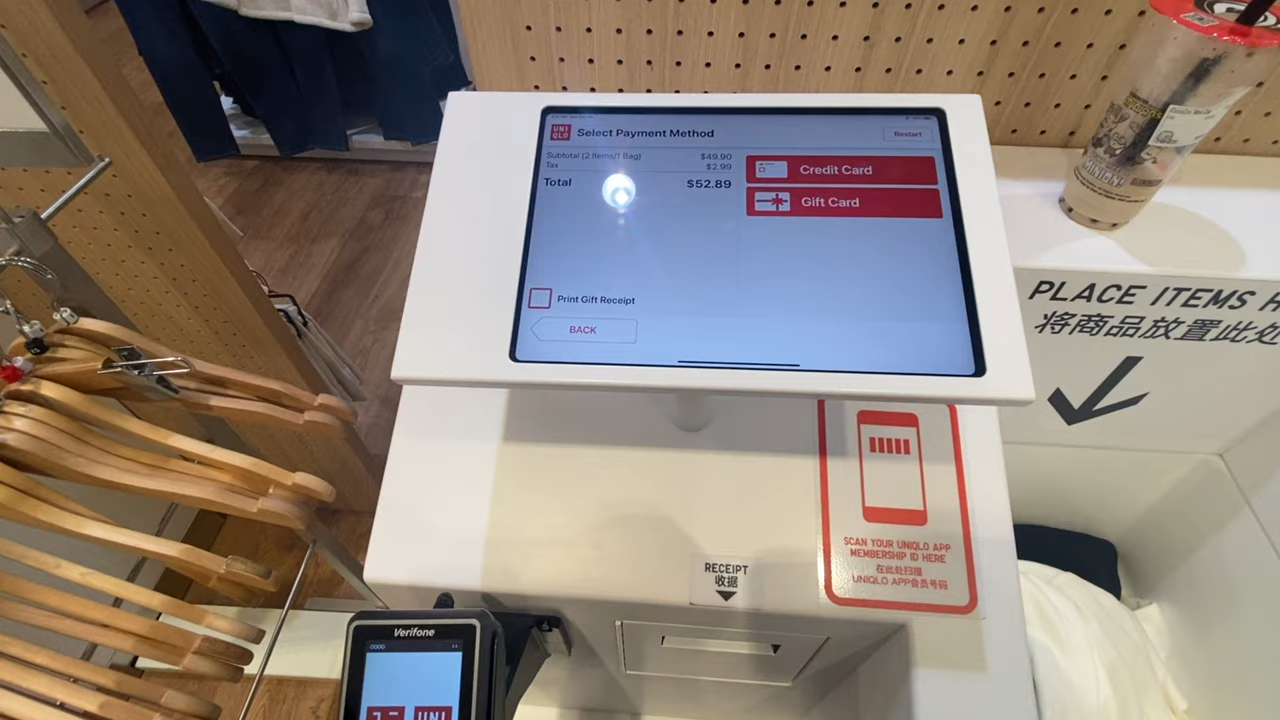 UNI QLO
Select Payment Method
Restart
Subtotal (2 Items/1 Bag) $49.90
Tax $2.99
Total $52.89
Credit Card
Gift Card
Print Gift Receipt
BACK
PLACE ITEMS H
将商品放置此处
SCAN YOUR UNIQLO APP
MEMBERSHIP ID HERE
在此处扫描
UNIQLO APP会员号码
RECEIPT
收据
Verifone
UNI